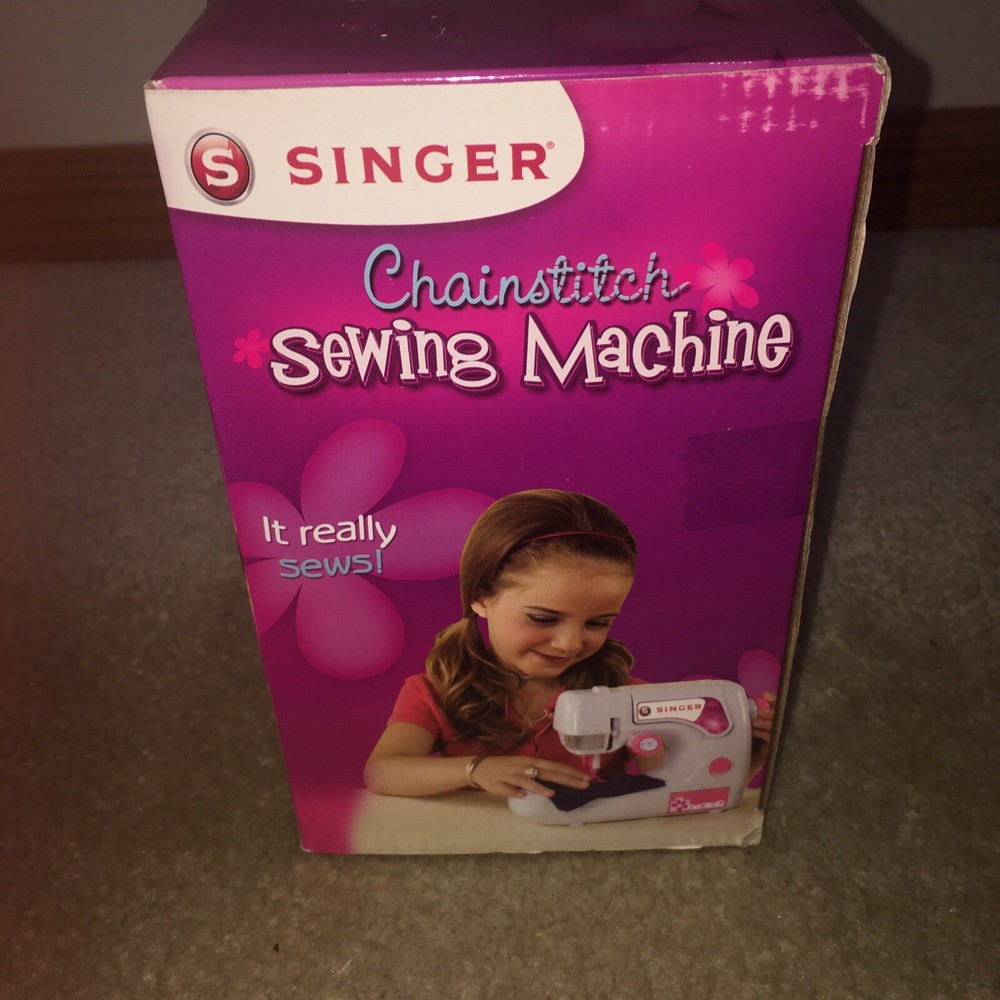 S SINGER®
Chainstitch
Sewing Machine
It really
sews!
S SINGER